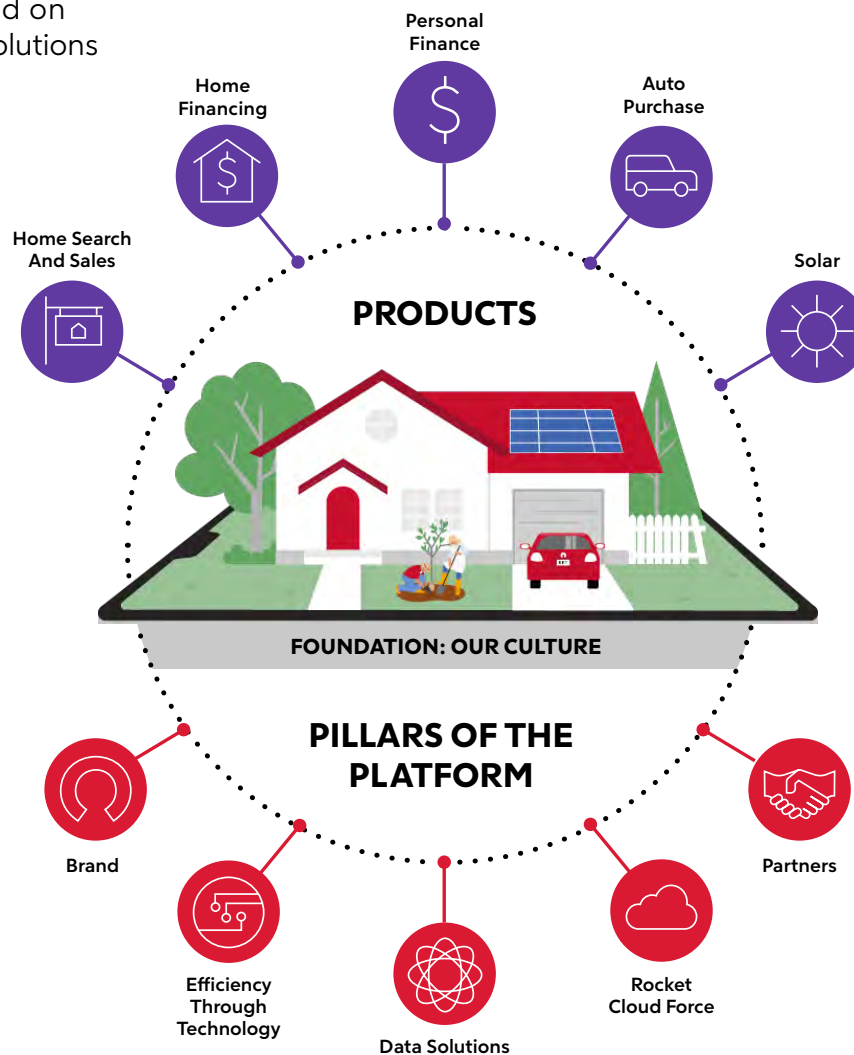 d on
olutions
Personal
Finance
Home
Financing
Auto
Purchase
Home Search
And Sales
Solar
PRODUCTS
FOUNDATION: OUR CULTURE
PILLARS OF THE
PLATFORM
Brand
Partners
Efficiency
Through
Technology
Rocket
Cloud Force
Data Solutions